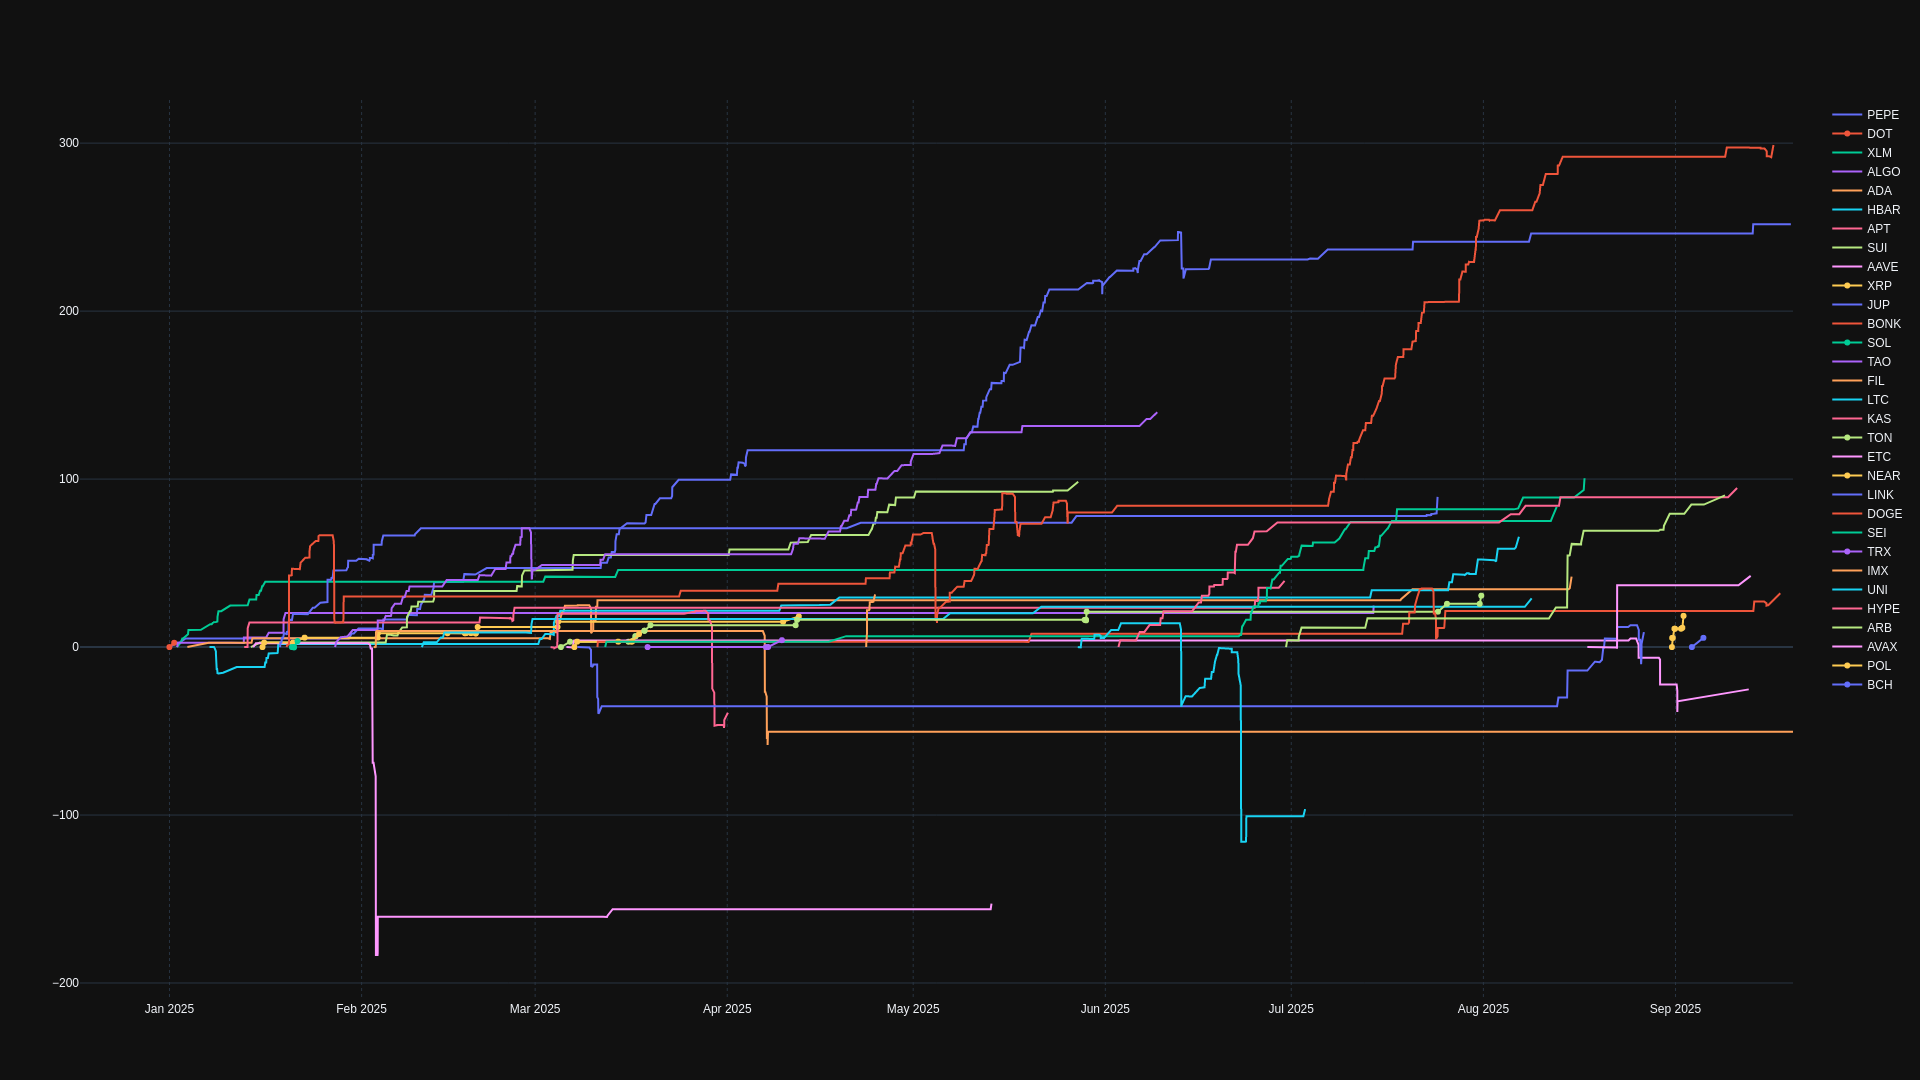 300
200
100
0
−100
−200
Jan 2025
Feb 2025
Mar 2025
Apr 2025
May 2025
Jun 2025
Jul 2025
Aug 2025
Sep 2025
PEPE
DOT
XLM
ALGO
ADA
HBAR
APT
SUI
AAVE
XRP
JUP
BONK
SOL
TAO
FIL
LTC
KAS
TON
ETC
NEAR
LINK
DOGE
SEI
TRX
IMX
UNI
HYPE
ARB
AVAX
POL
BCH